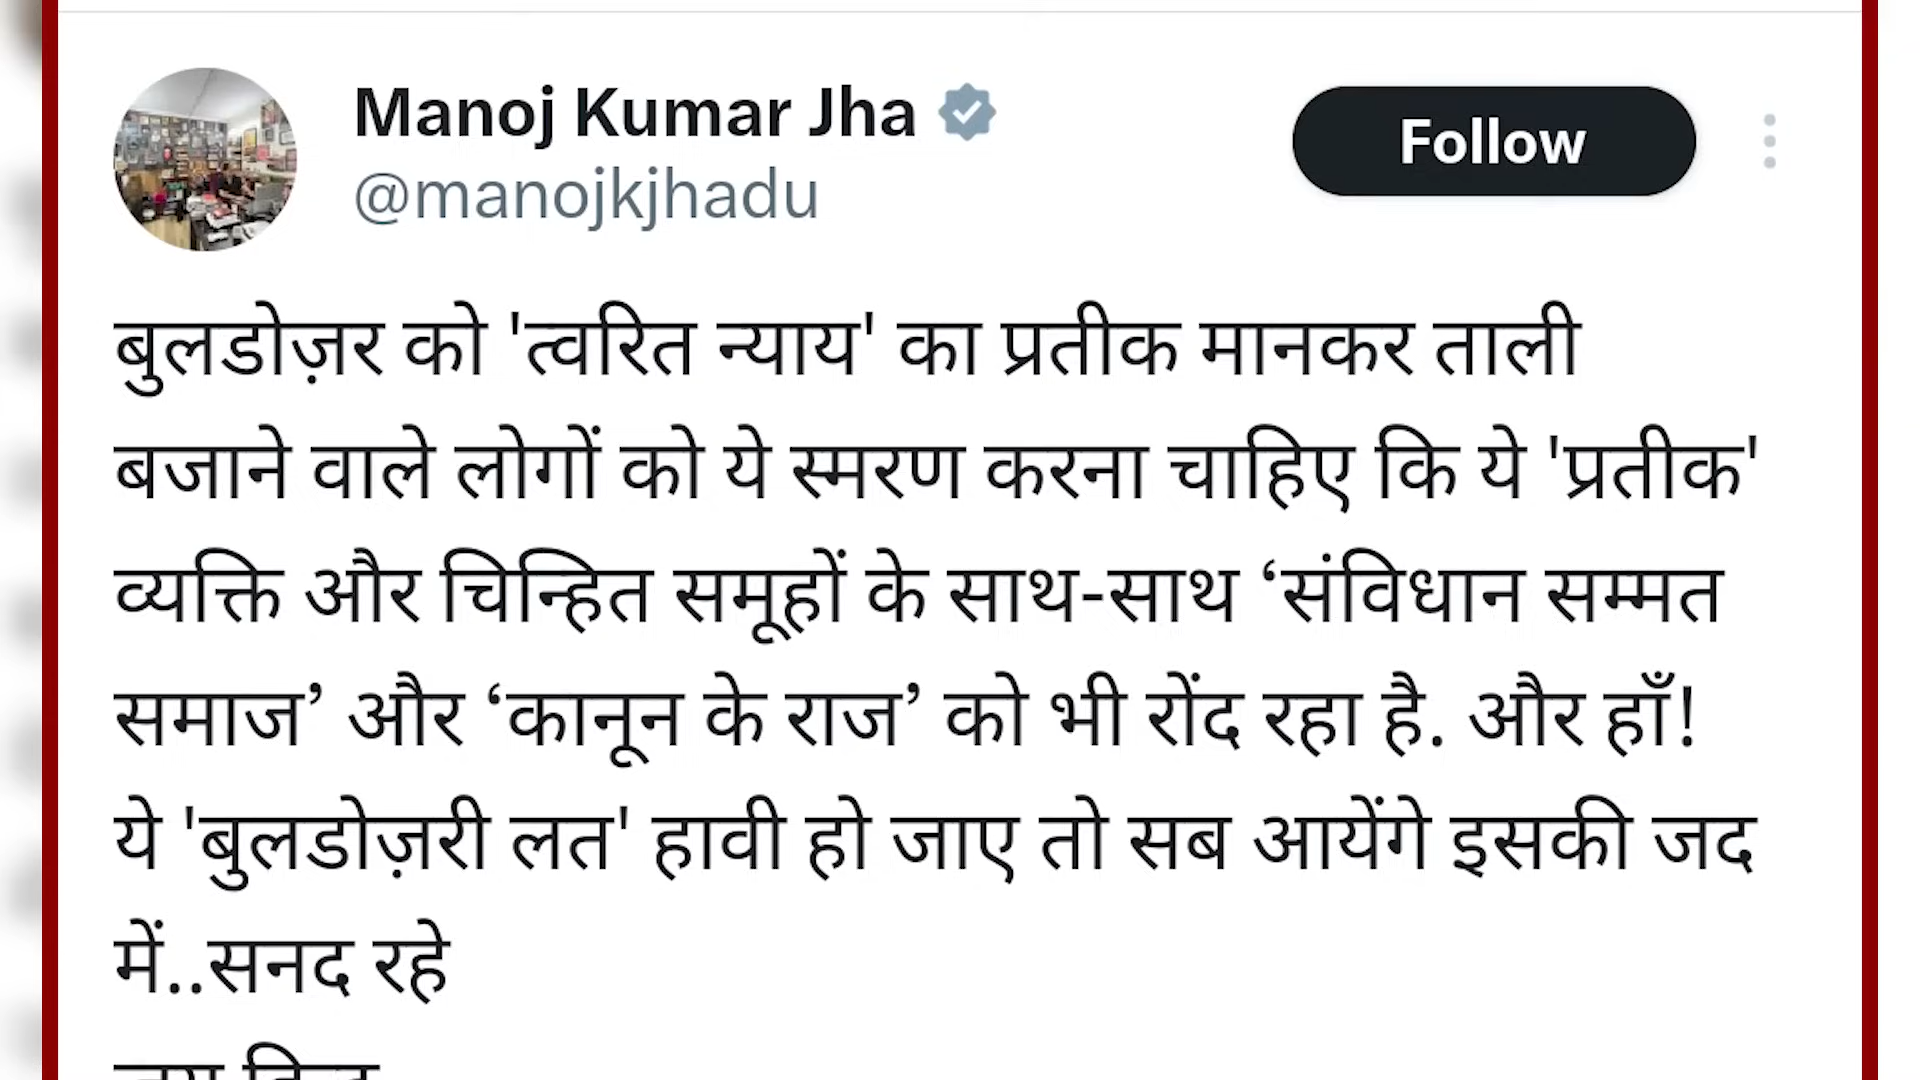 Manoj Kumar Jha
@manojkjhadu
Follow
बुलडोज़र को 'त्वरित न्याय' का प्रतीक मानकर ताली
बजाने वाले लोगों को ये स्मरण करना चाहिए कि ये 'प्रतीक'
व्यक्ति और चिन्हित समूहों के साथ-साथ ‘संविधान सम्मत
समाज’ और ‘कानून के राज’ को भी रोंद रहा है. और हाँ!
ये 'बुलडोज़री लत' हावी हो जाए तो सब आयेंगे इसकी जद
में..सनद रहे